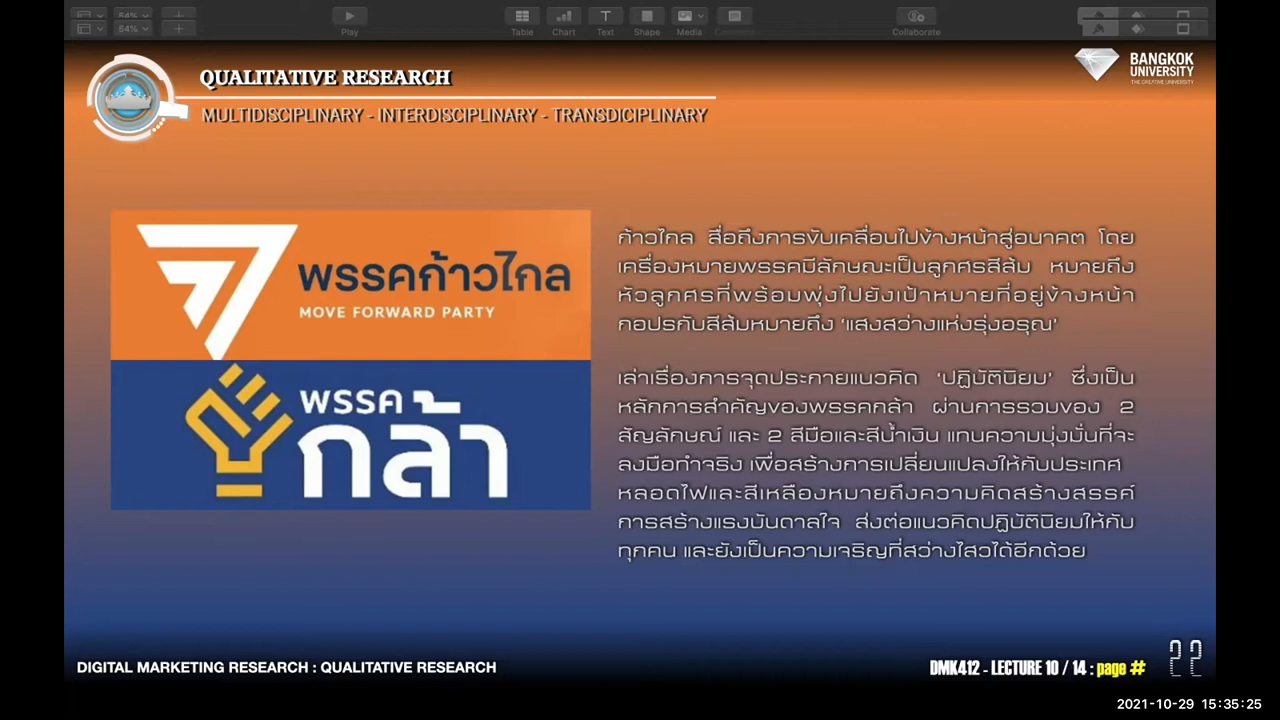 54%
64%
Play
Table
Chart
Text
Shape
Media
Collaborate
QUALITATIVE RESEARCH
MULTIDISCIPLINARY - INTERDISCIPLINARY - TRANSDICIPLINARY
BANGKOK
UNIVERSITY
THE CREATIVE UNIVERSITY
พรรคก้าวไกล
MOVE FORWARD PARTY
พรรค
กล้า
ก้าวไกล สื่อถึงการขับเคลื่อนไปข้างหน้าสู่อนาคต โดย
เครื่องหมายพรรคมีลักษณะเป็นลูกศรสีส้ม หมายถึง
หัวลูกศรที่พร้อมพุ่งไปยังเป้าหมายที่อยู่ข้างหน้า
กอปรกับสีส้มหมายถึง 'แสงสว่างแห่งรุ่งอรุณ'
เล่าเรื่องการจุดประกายแนวคิด 'ปฏิบัตินิยม' ซึ่งเป็น
หลักการสำคัญของพรรคกล้า ผ่านการรวมของ 2
สัญลักษณ์ และ 2 สีมือและสีน้ำเงิน แทนความมุ่งมั่นที่จะ
ลงมือทำจริง เพื่อสร้างการเปลี่ยนแปลงให้กับประเทศ
หลอดไฟและสีเหลืองหมายถึงความคิดสร้างสรรค์
การสร้างแรงบันดาลใจ ส่งต่อแนวคิดปฏิบัตินิยมให้กับ
ทุกคน และยังเป็นความเจริญที่สว่างไสวได้อีกด้วย
DIGITAL MARKETING RESEARCH : QUALITATIVE RESEARCH
DMK412 - LECTURE 10 / 14 : page #
22
2021-10-29 15:35:25